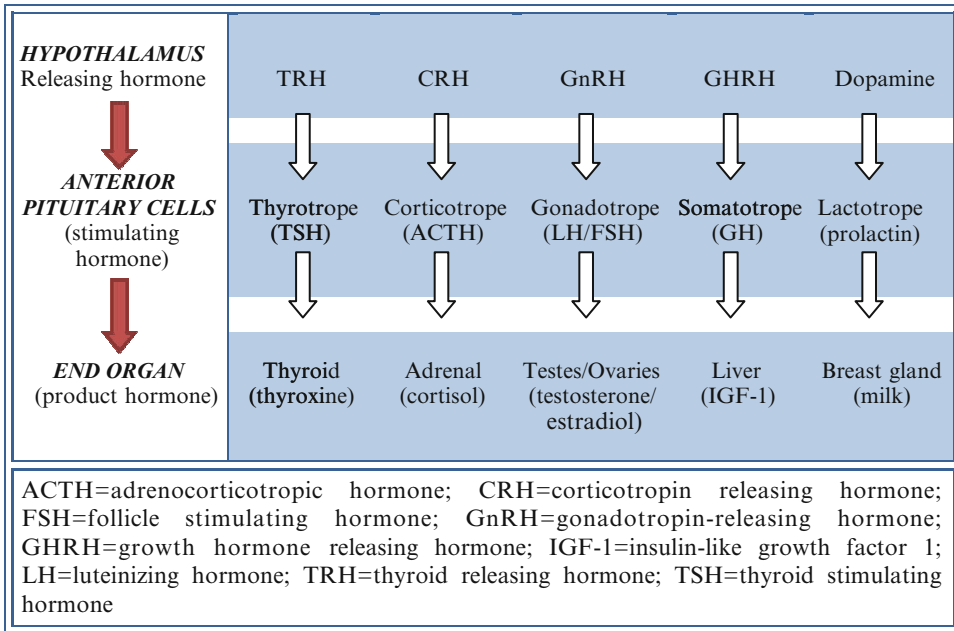 HYPOTHALAMUS
Releasing hormone
TRH CRH GnRH GHRH Dopamine
ANTERIOR
PITUITARY CELLS
(stimulating
hormone)
Thyrotrope Corticotrope Gonadotrope Somatotrope Lactotrope
(TSH) (ACTH) (LH/FSH) (GH) (prolactin)
END ORGAN
(product hormone)
Thyroid Adrenal Testes/Ovaries Liver Breast gland
(thyroxine) (cortisol) (testosterone/ (IGF-1) (milk)
estradiol)
ACTH=adrenocorticotropic hormone; CRH=corticotropin releasing hormone;
FSH=follicle stimulating hormone; GnRH=gonadotropin-releasing hormone;
GHRH=growth hormone releasing hormone; IGF-1=insulin-like growth factor 1;
LH=luteinizing hormone; TRH=thyroid releasing hormone; TSH=thyroid stimulating
hormone